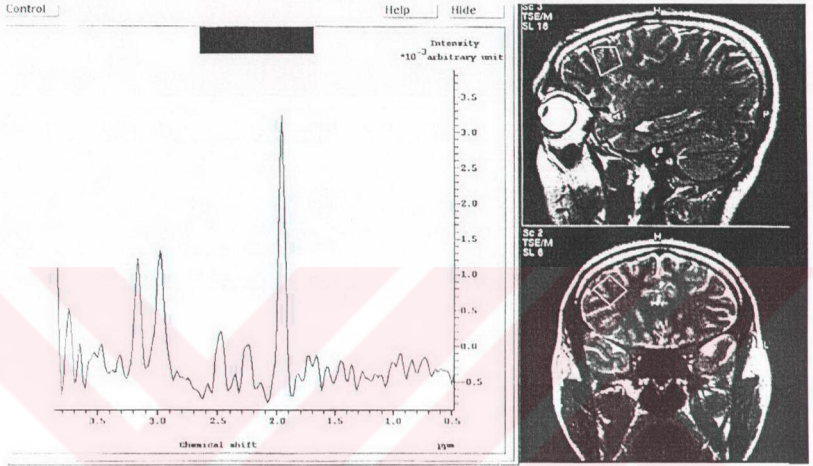 Control Help Hide
Intensity
*10⁻³ arbitrary unit
3.5
3.0
2.5
2.0
1.5
1.0
0.5
0.0
-0.5
3.5 3.0 2.5 2.0 1.5 1.0 0.5
Chemical shift ppm
Sc 3
TSE/M
SL 18
H
P
Sc 2
TSE/M
SL 6
H
L